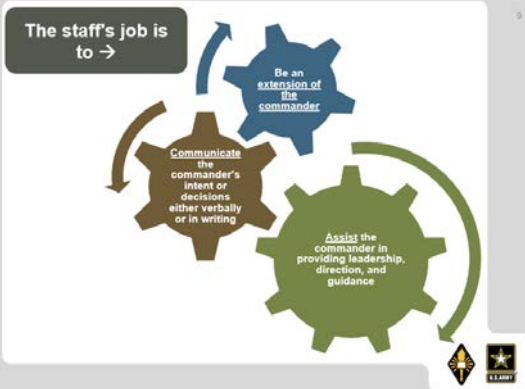 The staff's job is
to →
Be an
extension of
the
commander
Communicate
the
commander's
intent or
decisions
either verbally
or in writing
Assist the
commander in
providing leadership,
direction, and
guidance
U.S. ARMY